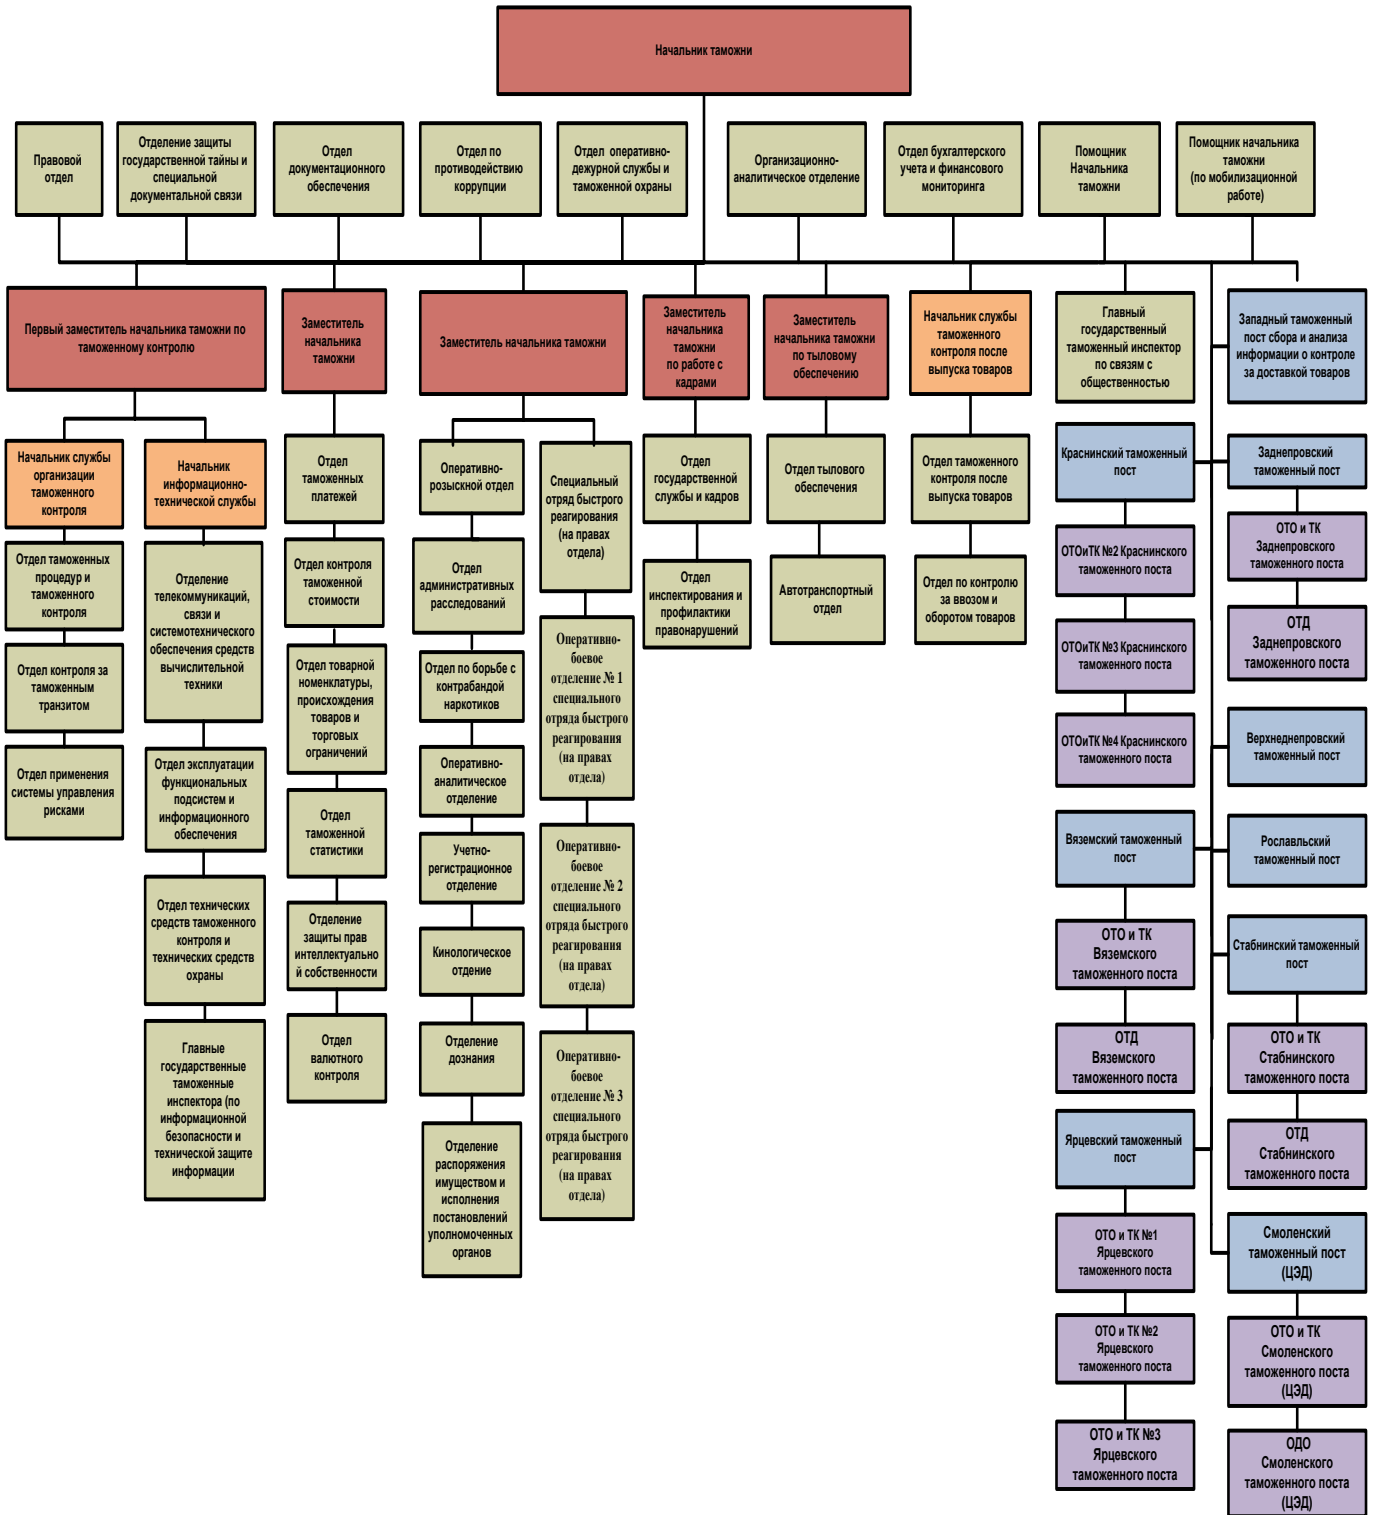 Начальник таможни
Правовой
отдел
Отделение защиты
государственной тайны и
специальной
документальной связи
Отдел
документационного
обеспечения
Отдел по
противодействию
коррупции
Отдел оперативно-
дежурной службы и
таможенной охраны
Организационно-
аналитическое отделение
Отдел бухгалтерского
учета и финансового
мониторинга
Помощник
Начальника
таможни
Помощник начальника
таможни
(по мобилизационной
работе)
Первый заместитель начальника таможни по
таможенному контролю
Заместитель
начальника
таможни
Заместитель начальника таможни
Заместитель
начальника
таможни
по работе с
кадрами
Заместитель
начальника таможни
по тыловому
обеспечению
Начальник службы
таможенного
контроля после
выпуска товаров
Главный
государственный
таможенный инспектор
по связям с
общественностью
Западный таможенный
пост сбора и анализа
информации о контроле
за доставкой товаров
Начальник службы
организации
таможенного
контроля
Отдел таможенных
процедур и
таможенного
контроля
Отдел контроля за
таможенным
транзитом
Отдел применения
системы управления
рисками
Начальник
информационно-
технической службы
Отделение
телекоммуникаций,
связи и
системотехнического
обеспечения средств
вычислительной
техники
Отдел эксплуатации
функциональных
подсистем и
информационного
обеспечения
Отдел технических
средств таможенного
контроля и
технических средств
охраны
Главные
государственные
таможенные
инспектора (по
информационной
безопасности и
технической защите
информации
Отдел
таможенных
платежей
Отдел контроля
таможенной
стоимости
Отдел товарной
номенклатуры,
происхождения
товаров и
торговых
ограничений
Отдел
таможенной
статистики
Отделение
защиты прав
интеллектуально
й собственности
Отдел
валютного
контроля
Оперативно-
розыскной отдел
Отдел
административных
расследований
Отдел по борьбе с
контрабандой
наркотиков
Оперативно-
аналитическое
отделение
Учетно-
регистрационное
отделение
Кинологическое
отдение
Отделение
дознания
Отделение
распоряжения
имуществом и
исполнения
постановлений
уполномоченных
органов
Специальный
отряд быстрого
реагирования
(на правах
отдела)
Оперативно-
боевое
отделение № 1
специального
отряда быстрого
реагирования
(на правах
отдела)
Оперативно-
боевое
отделение № 2
специального
отряда быстрого
реагирования
(на правах
отдела)
Оперативно-
боевое
отделение № 3
специального
отряда быстрого
реагирования
(на правах
отдела)
Отдел
государственной
службы и кадров
Отдел
инспектирования и
профилактики
правонарушений
Отдел тылового
обеспечения
Автотранспортный
отдел
Отдел таможенного
контроля после
выпуска товаров
Отдел по контролю
за ввозом и
оборотом товаров
Краснинский таможенный
пост
ОТОиТК №2 Краснинского
таможенного поста
ОТОиТК №3 Краснинского
таможенного поста
ОТОиТК №4 Краснинского
таможенного поста
Вяземский таможенный
пост
ОТО и ТК
Вяземского
таможенного поста
ОТД
Вяземского
таможенного поста
Ярцевский таможенный
пост
ОТО и ТК №1
Ярцевского
таможенного поста
ОТО и ТК №2
Ярцевского
таможенного поста
ОТО и ТК №3
Ярцевского
таможенного поста
Заднепровский
таможенный пост
ОТО и ТК
Заднепровского
таможенного поста
ОТД
Заднепровского
таможенного поста
Верхнеднепровский
таможенный пост
Рославльский
таможенный пост
Стабнинский таможенный
пост
ОТО и ТК
Стабнинского
таможенного поста
ОТД
Стабнинского
таможенного поста
Смоленский
таможенный пост
(ЦЭД)
ОТО и ТК
Смоленского
таможенного поста
(ЦЭД)
ОДО
Смоленского
таможенного поста
(ЦЭД)